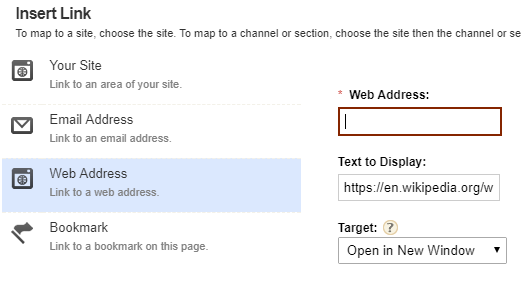 Insert Link
To map to a site, choose the site. To map to a channel or section, choose the site then the channel or se
Your Site
Link to an area of your site.
Email Address
Link to an email address.
Web Address
Link to a web address.
Bookmark
Link to a bookmark on this page.
* Web Address:
Text to Display:
https://en.wikipedia.org/w
Target: ?
Open in New Window